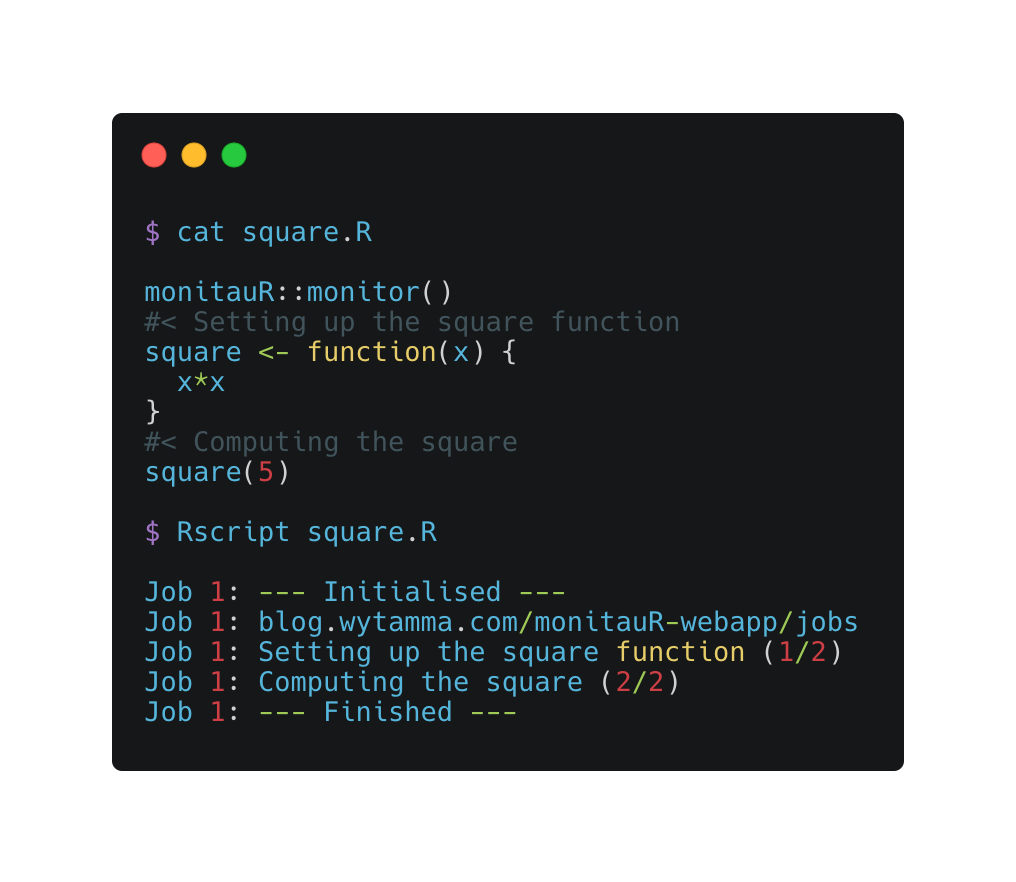 $ cat square.R
monitauR::monitor()
#< Setting up the square function
square <- function(x) {
  x*x
}
#< Computing the square
square(5)
$ Rscript square.R
Job 1: --- Initialised ---
Job 1: blog.wytamma.com/monitauR-webapp/jobs
Job 1: Setting up the square function (1/2)
Job 1: Computing the square (2/2)
Job 1: --- Finished ---